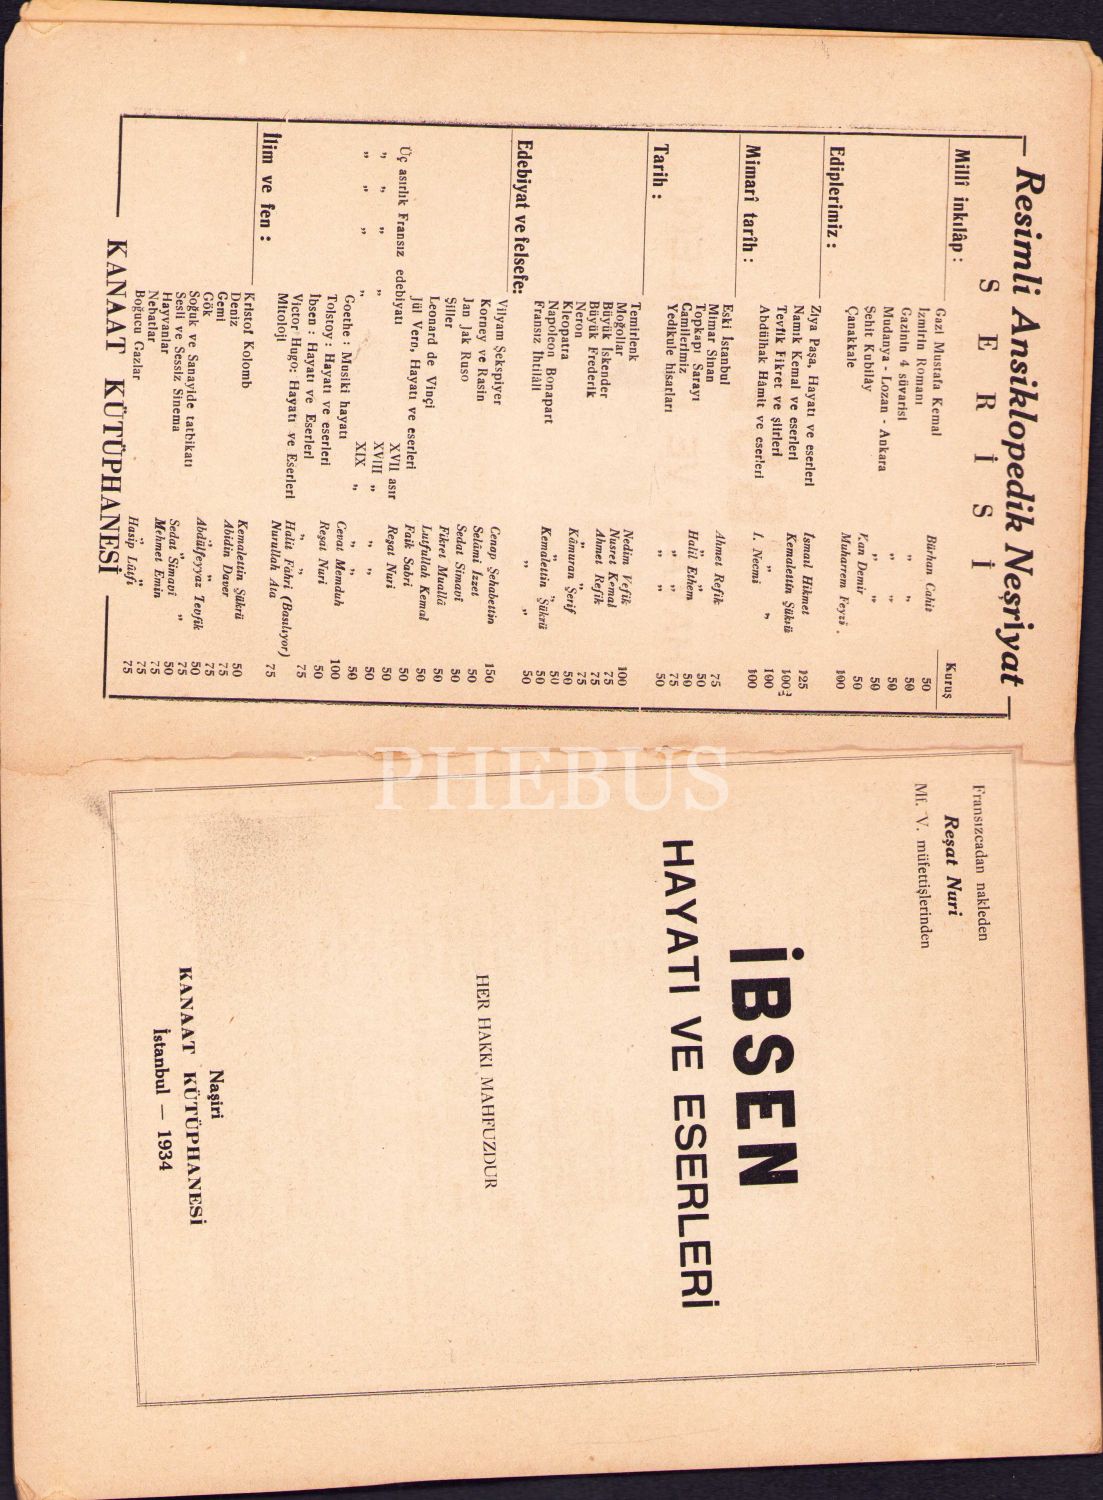 Resimli Ansiklopedik Neşriyat
SERİSİ
Kuruş
Millî inkılâp :
Gazi Mustafa Kemal Bürhan Cahit 50
İzmirin Romanı „ „ 50
Gazinin 4 süvarisi „ „ 50
Mudanya - Lozan - Ankara „ „ 50
Şehit Kubilây Kan Demir 50
Çanakkale Muharrem Feyzi 100
Ediplerimiz :
Ziya Paşa, Hayatı ve eserleri İsmail Hikmet 125
Namık Kemal ve eserleri Kemalettin Şükrü 100
Tevfik Fikret ve şiirleri „ „ 100
Abdülhak Hâmit ve eserleri İ. Necmi 100
Mimarî tarîh :
Eski İstanbul Ahmet Refik 75
Mimar Sinan „ „ 50
Topkapı Sarayı Halil Ethem 50
Camilerimiz „ „ 75
Yedikule hisarları „ „ 50
Tarih :
Temirlenk Nedim Vefik 100
Moğollar Nusret Kemal 75
Büyük İskender Ahmet Refik 75
Büyük Frederik „ „ 75
Neron Kâmuran Şerif 50
Kleopatra „ „ 50
Napoleon Bonapart Kemalettin Şükrü 50
Fransız İhtilâli „ „ 50
Edebiyat ve felsefe:
Vilyam Şekspiyer Cenap Şehabettin 150
Korney ve Rasin Selâmi İzzet 50
Jan Jak Ruso Sedat Simavi 50
Şiller Fikret Muallâ 50
Leonard de Vinçi Lutfullah Kemal 50
Jül Vern, Hayatı ve eserleri Faik Sabri 50
Üç asırlık Fransız edebiyatı XVII asır Reşat Nuri 50
„ „ „ „ XVIII „ „ „ 50
„ „ „ „ XIX „ „ „ 50
Goethe : Musiki hayatı Cevat Memduh 100
Tolstoy : Hayatı ve eserleri Reşat Nuri 50
İbsen : Hayatı ve Eserleri „ „ 75
Victor Hugo: Hayatı ve Eserleri Halit Fahri (Basılıyor)
Mitoloji Nurullah Ata 75
İlim ve fen :
Kristof Kolomb Kemalettin Şükrü 50
Deniz Abidin Daver 75
Gemi „ „ 75
Gök Abdülfeyyaz Tevfik 50
Soğuk ve Sanayide tatbikatı „ „ 75
Sesli ve Sessiz Sinema Sedat Simavi 50
Hayvanlar Mehmet Emin 75
Nebatlar „ „ 75
Boğucu Gazlar Hasip Lûtfi 75
KANAAT KÜTÜPHANESİ
PHEBUS
Fransızcadan nakleden
Reşat Nuri
Mf. V. müfettişlerinden
İBSEN
HAYATI VE ESERLERİ
HER HAKKI MAHFUZDUR
Naşiri
KANAAT KÜTÜPHANESİ
İstanbul — 1934